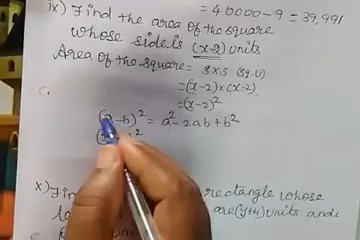 = 40000-9 = 39,991
ix) Find the area of the square
whose side is (x-2) units
Area of the square = s x s (sq.u)
= (x-2) x (x-2)
= (x-2)²
-b)² = a² - 2ab + b²
2
x) rectangle whose
are (y+4) units and